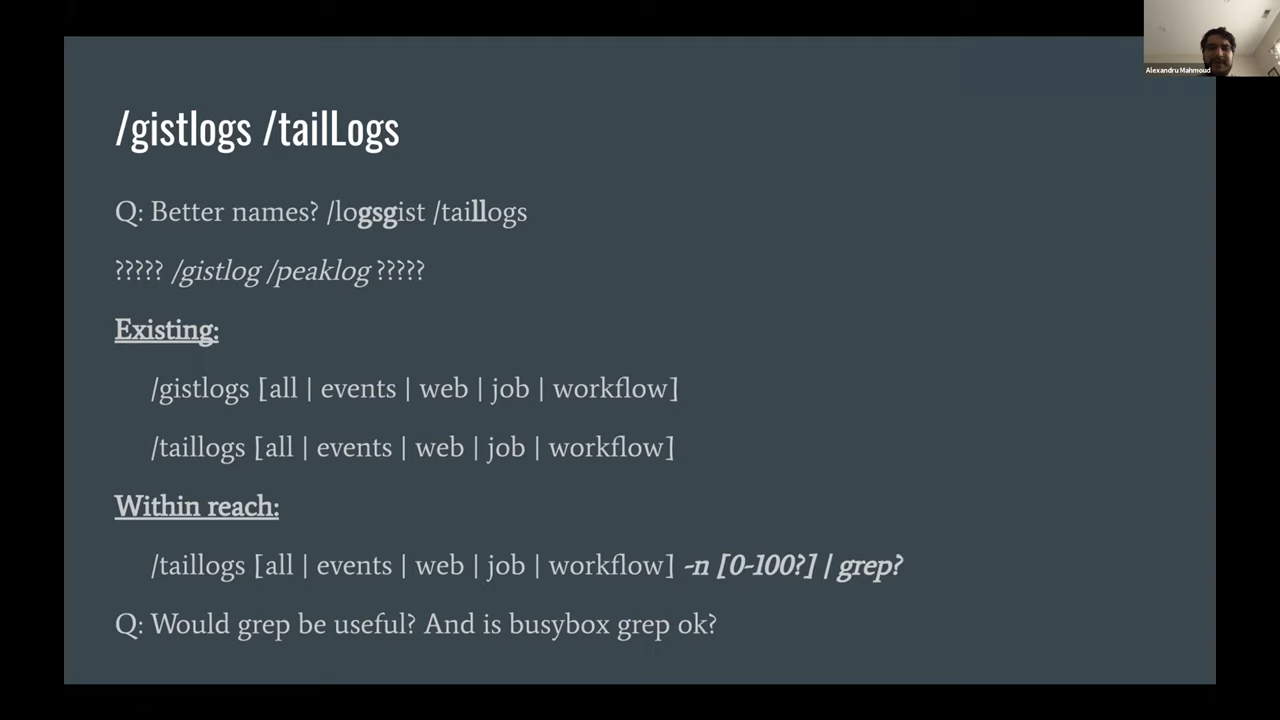 Alexandru Mahmoud
/gistlogs /tailLogs
Q: Better names? /logsgist /taillogs
????? /gistlog /peaklog ?????
Existing:
/gistlogs [all | events | web | job | workflow]
/taillogs [all | events | web | job | workflow]
Within reach:
/taillogs [all | events | web | job | workflow] -n [0-100?] | grep?
Q: Would grep be useful? And is busybox grep ok?